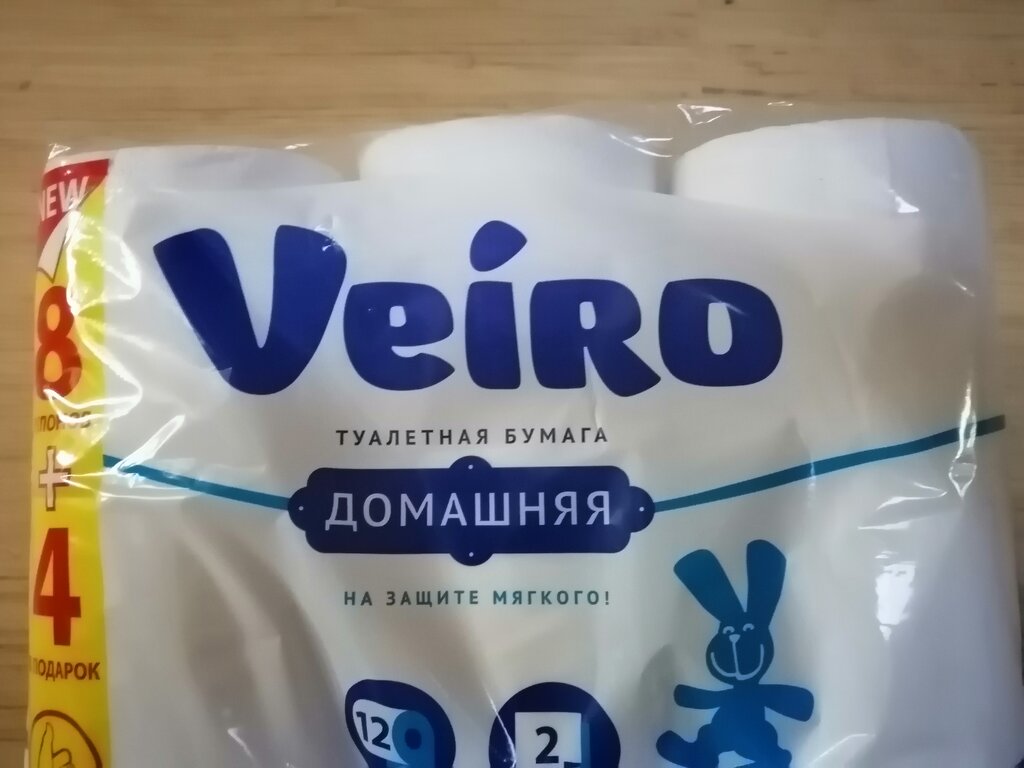 NEW
8
+
4
ПОДАРОК
Veiro
ТУАЛЕТНАЯ БУМАГА
ДОМАШНЯЯ
НА ЗАЩИТЕ МЯГКОГО!
12
2